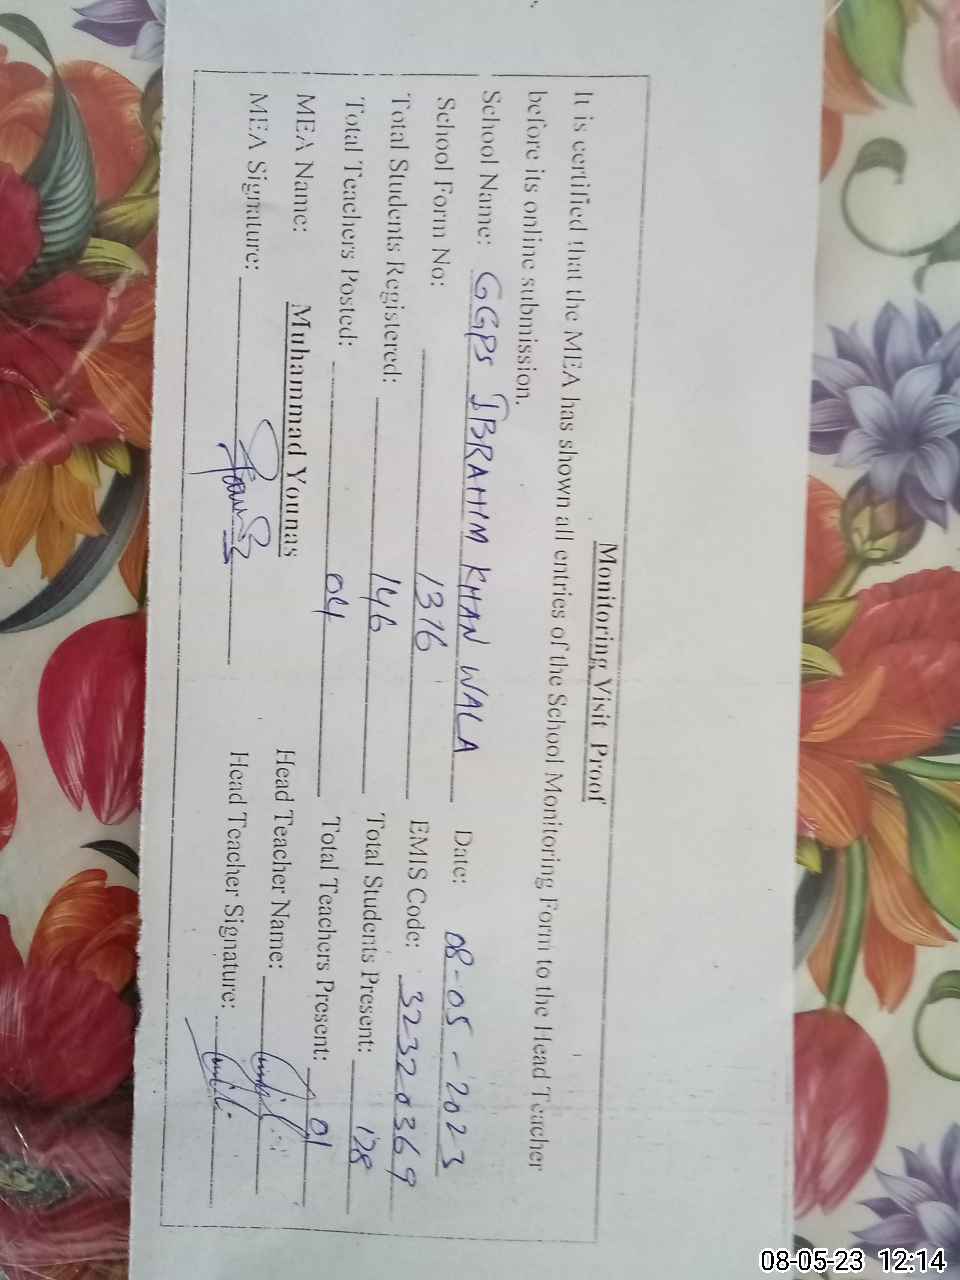 Monitoring Visit Proof
It is certified that the MEA has shown all entries of the School Monitoring Form to the Head Teacher
before its online submission.
School Name: GGPS IBRAHIM KHAN WALA Date: 08-05-2023
School Form No: 1316 EMIS Code: 32320369
Total Students Registered: 146 Total Students Present: 128
Total Teachers Posted: 04 Total Teachers Present: 01
MEA Name: Muhammad Younas Head Teacher Name:
MEA Signature: Head Teacher Signature:
08-05-23 12:14